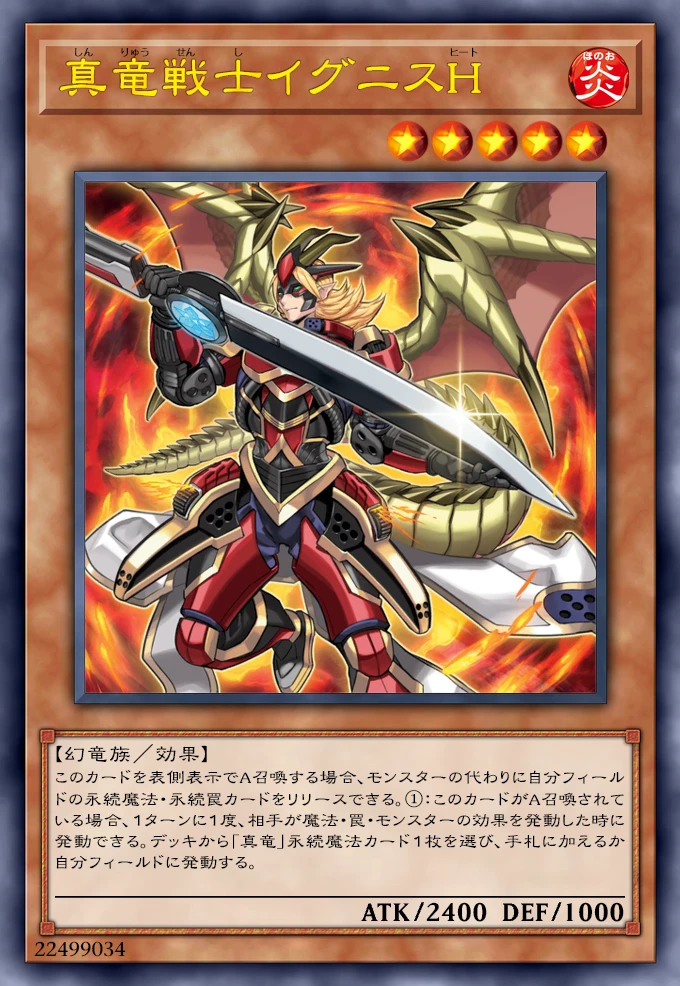 しん りゅう せん し ヒート
真竜戦士イグニスH
ほのお
炎
【幻竜族／効果】
このカードを表側表示でA召喚する場合、モンスターの代わりに自分フィール
ドの永続魔法・永続罠カードをリリースできる。①：このカードがA召喚されて
いる場合、1ターンに1度、相手が魔法・罠・モンスターの効果を発動した時に
発動できる。デッキから「真竜」永続魔法カード1枚を選び、手札に加えるか
自分フィールドに発動する。
ATK/2400 DEF/1000
22499034